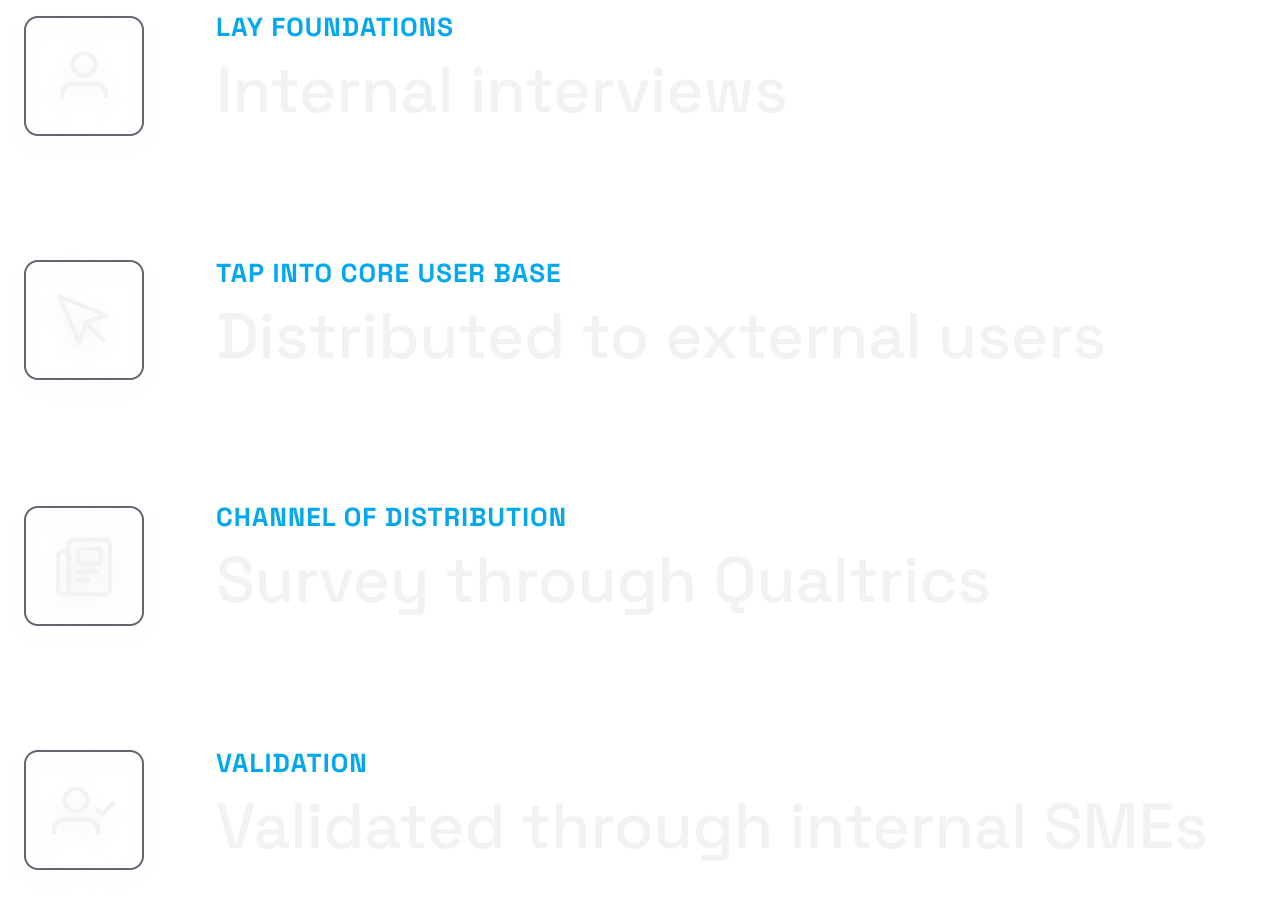 LAY FOUNDATIONS
Internal interviews
TAP INTO CORE USER BASE
Distributed to external users
CHANNEL OF DISTRIBUTION
Survey through Qualtrics
VALIDATION
Validated through internal SMEs